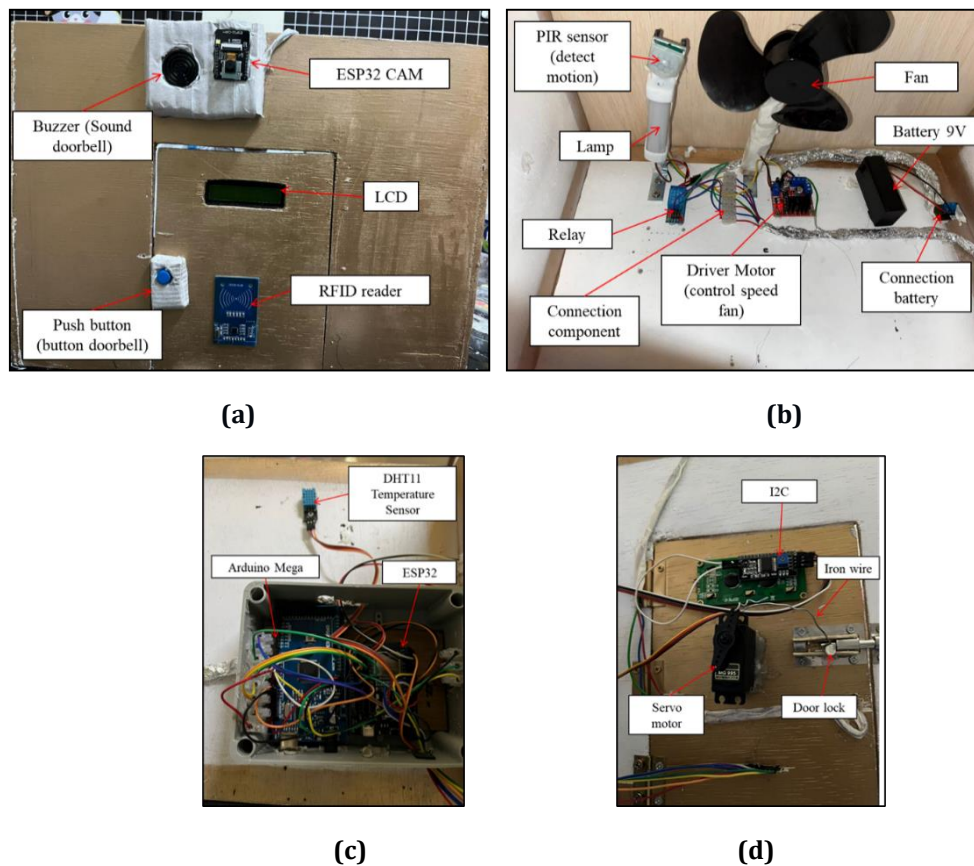 ESP32 CAM
Buzzer (Sound
doorbell)
LCD
RFID reader
Push button
(button doorbell)
PIR sensor
(detect
motion)
Fan
Battery 9V
Lamp
Relay
Driver Motor
(control speed
fan)
Connection
component
Connection
battery
(a)
(b)
DHT11
Temperature
Sensor
Arduino Mega
ESP32
I2C
Iron wire
Servo
motor
Door lock
(c)
(d)